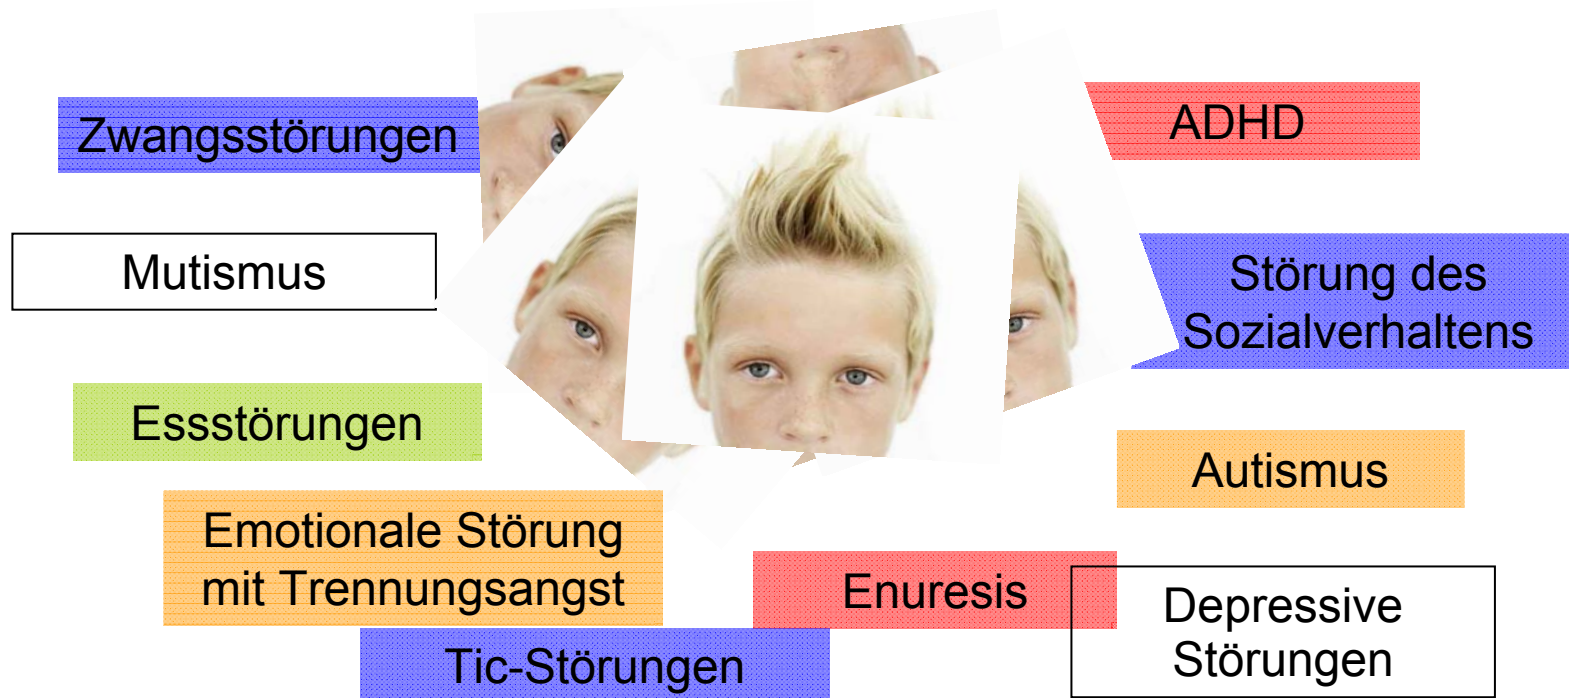 Zwangsstörungen
ADHD
Mutismus
Störung des
Sozialverhaltens
Essstörungen
Autismus
Emotionale Störung
mit Trennungsangst
Enuresis
Depressive
Störungen
Tic-Störungen